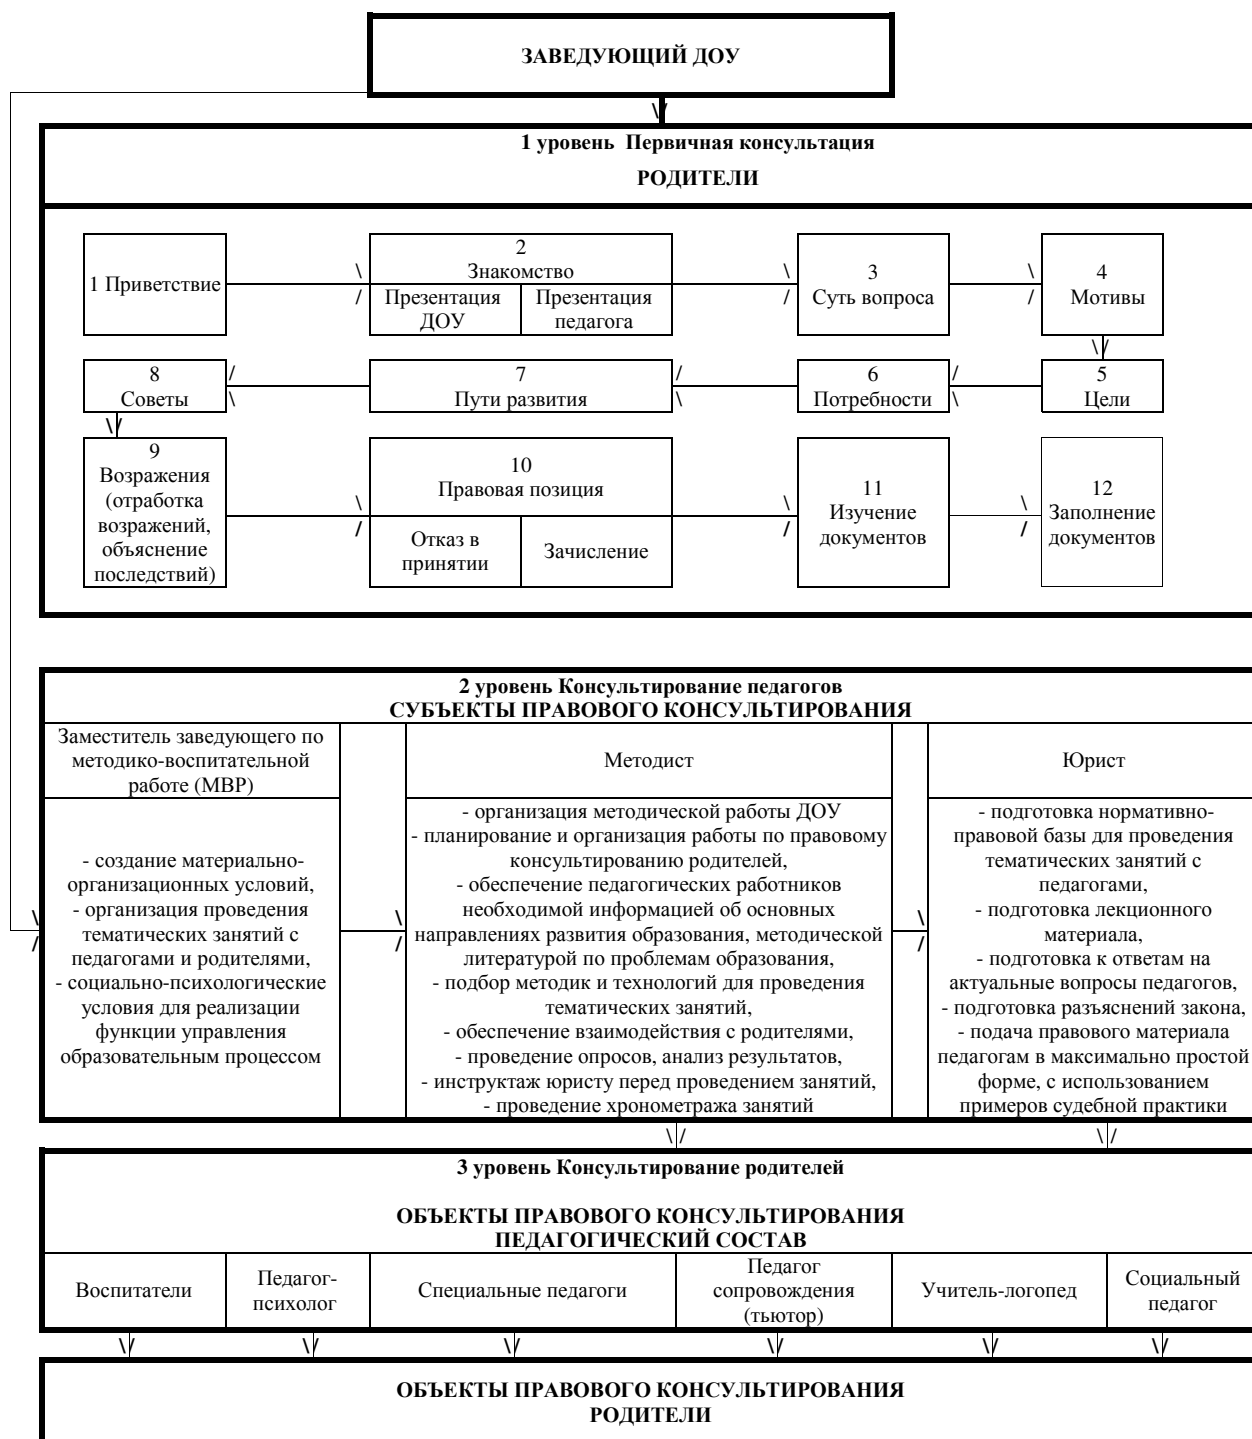 ЗАВЕДУЮЩИЙ ДОУ
1 уровень Первичная консультация
РОДИТЕЛИ
1 Приветствие
2
Знакомство
Презентация
ДОУ
Презентация
педагога
3
Суть вопроса
4
Мотивы
8
Советы
7
Пути развития
6
Потребности
5
Цели
9
Возражения
(отработка
возражений,
объяснение
последствий)
10
Правовая позиция
Отказ в
принятии
Зачисление
11
Изучение
документов
12
Заполнение
документов
2 уровень Консультирование педагогов
СУБЪЕКТЫ ПРАВОВОГО КОНСУЛЬТИРОВАНИЯ
Заместитель заведующего по
методико-воспитательной
работе (МВР)
Методист
Юрист
- создание материально-
организационных условий,
- организация проведения
тематических занятий с
педагогами и родителями,
- социально-психологические
условия для реализации
функции управления
образовательным процессом
- организация методической работы ДОУ
- планирование и организация работы по правовому
консультированию родителей,
- обеспечение педагогических работников
необходимой информацией об основных
направлениях развития образования, методической
литературой по проблемам образования,
- подбор методик и технологий для проведения
тематических занятий,
- обеспечение взаимодействия с родителями,
- проведение опросов, анализ результатов,
- инструктаж юристу перед проведением занятий,
- проведение хронометража занятий
- подготовка нормативно-
правовой базы для проведения
тематических занятий с
педагогами,
- подготовка лекционного
материала,
- подготовка к ответам на
актуальные вопросы педагогов,
- подготовка разъяснений закона,
- подача правового материала
педагогам в максимально простой
форме, с использованием
примеров судебной практики
3 уровень Консультирование родителей
ОБЪЕКТЫ ПРАВОВОГО КОНСУЛЬТИРОВАНИЯ
ПЕДАГОГИЧЕСКИЙ СОСТАВ
Воспитатели
Педагог-
психолог
Специальные педагоги
Педагог
сопровождения
(тьютор)
Учитель-логопед
Социальный
педагог
ОБЪЕКТЫ ПРАВОВОГО КОНСУЛЬТИРОВАНИЯ
РОДИТЕЛИ